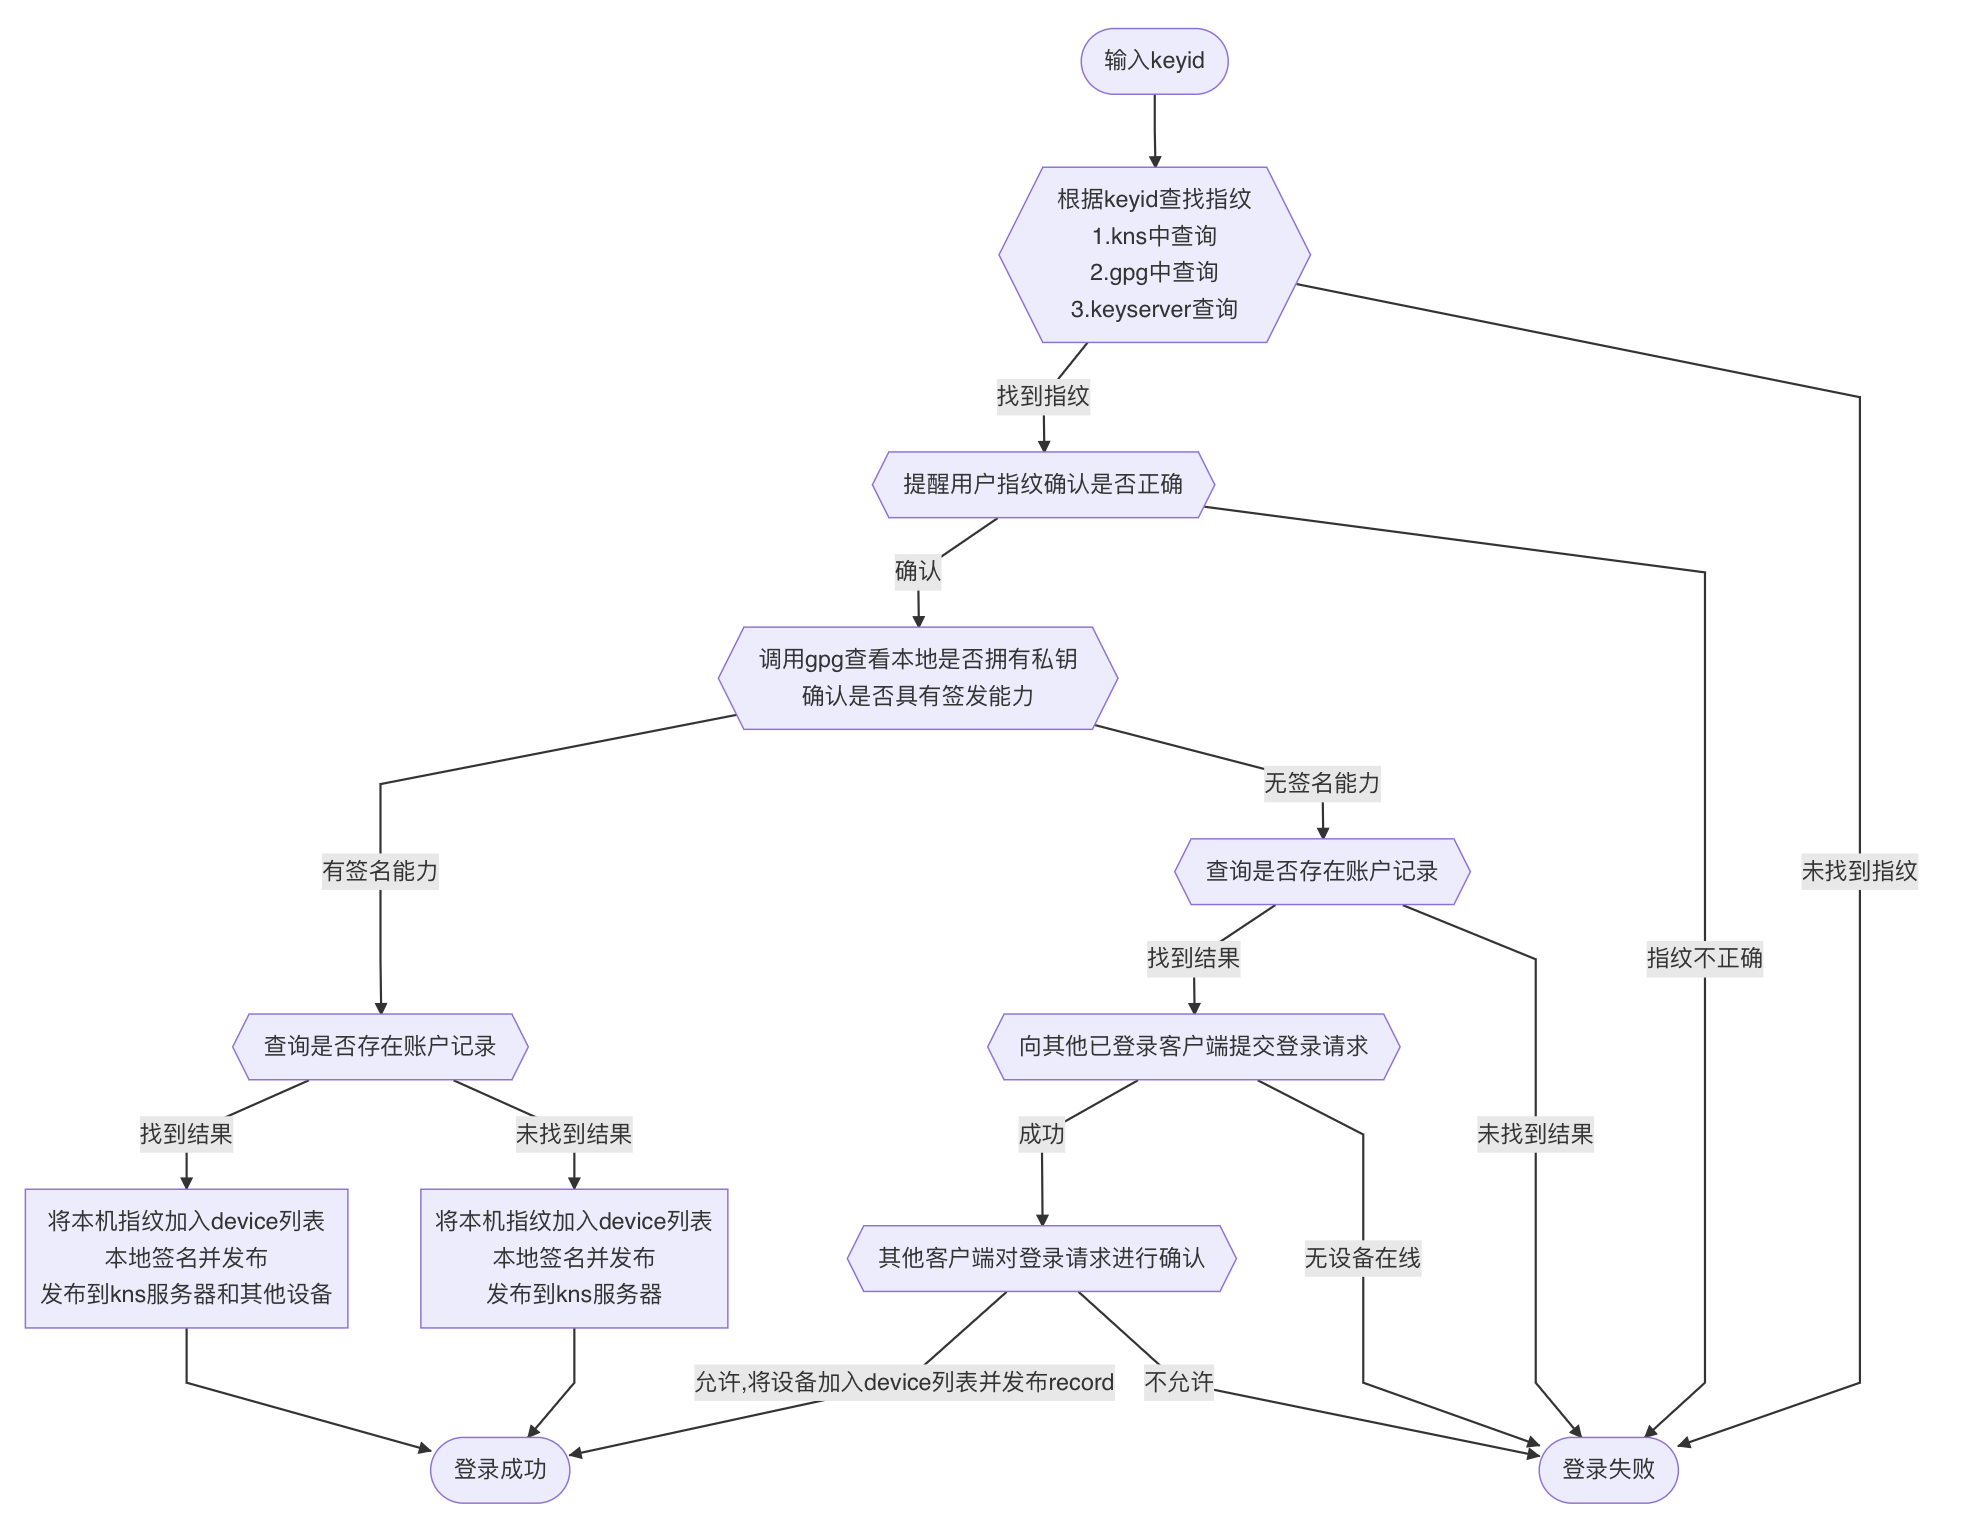 输入keyid
根据keyid查找指纹
1.kns中查询
2.gpg中查询
3.keyserver查询
找到指纹
提醒用户指纹确认是否正确
确认
调用gpg查看本地是否拥有私钥
确认是否具有签发能力
无签名能力
有签名能力
查询是否存在账户记录
未找到指纹
找到结果
指纹不正确
查询是否存在账户记录
向其他已登录客户端提交登录请求
找到结果
未找到结果
成功
未找到结果
将本机指纹加入device列表
本地签名并发布
发布到kns服务器和其他设备
将本机指纹加入device列表
本地签名并发布
发布到kns服务器
其他客户端对登录请求进行确认
无设备在线
允许,将设备加入device列表并发布record
不允许
登录成功
登录失败